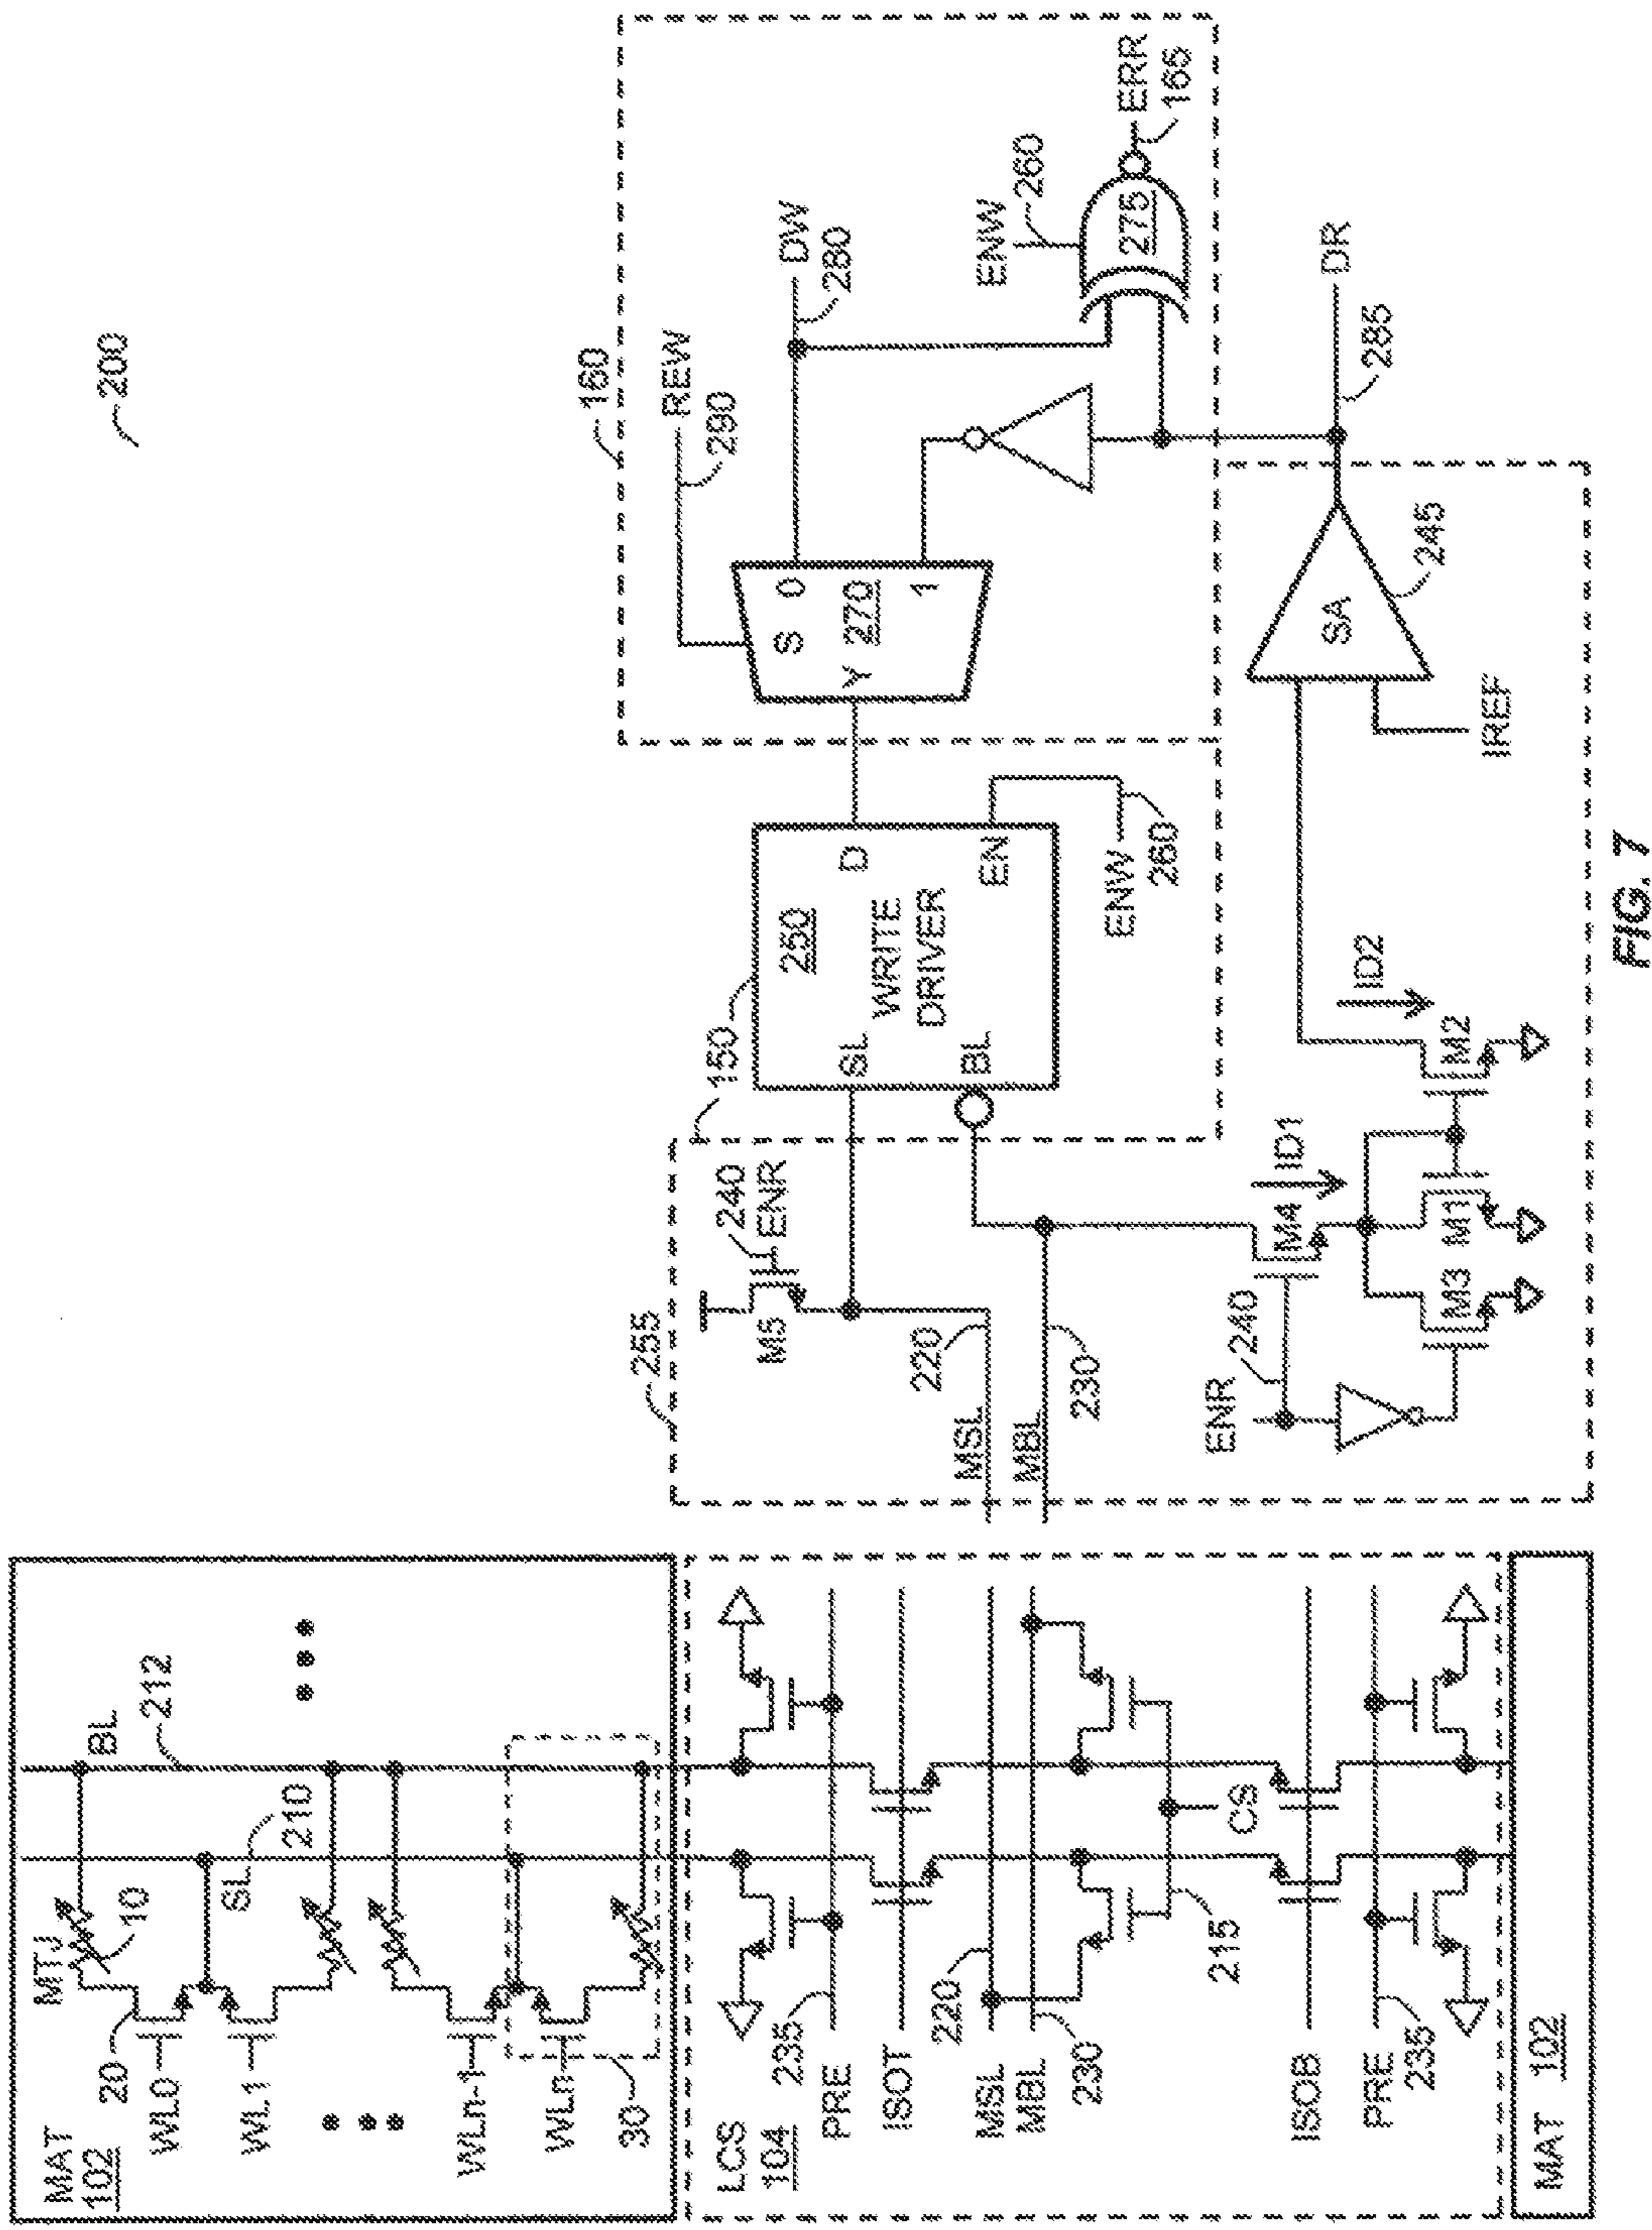 200
MAT
102
20
MTJ
10
WL0
WL1
WLn-1
WLn
30
SL
210
BL
212
LCS
104
235
PRE
ISOT
220
MSL
MBL
230
215
CS
ISOB
PRE
235
MAT 102
255
M5
240
ENR
150
220
MSL
MBL
230
SL
BL
250
WRITE
DRIVER
D
EN
ENW
260
ENR
240
M4
ID1
M3
M1
M2
ID2
IREF
SA
245
160
REW
290
S
0
Y
270
1
DW
280
ENW
260
275
ERR
165
DR
285
FIG. 7